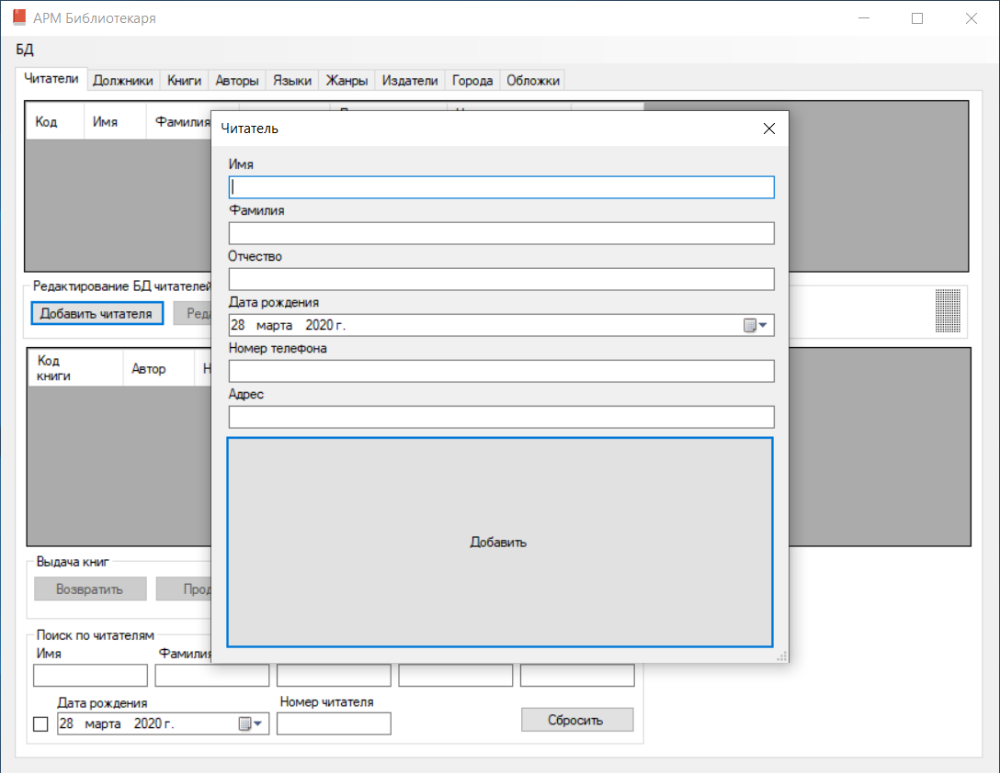 АРМ Библиотекаря
БД
Читатели Должники Книги Авторы Языки Жанры Издатели Города Обложки
Код Имя Фамилия
Читатель
Имя
Фамилия
Отчество
Дата рождения
28 марта 2020 г.
Номер телефона
Адрес
Добавить
Редактирование БД читателей
Добавить читателя
Код книги Автор
Выдача книг
Возвратить
Поиск по читателям
Имя Фамилия
Дата рождения Номер читателя
28 марта 2020 г. Сбросить